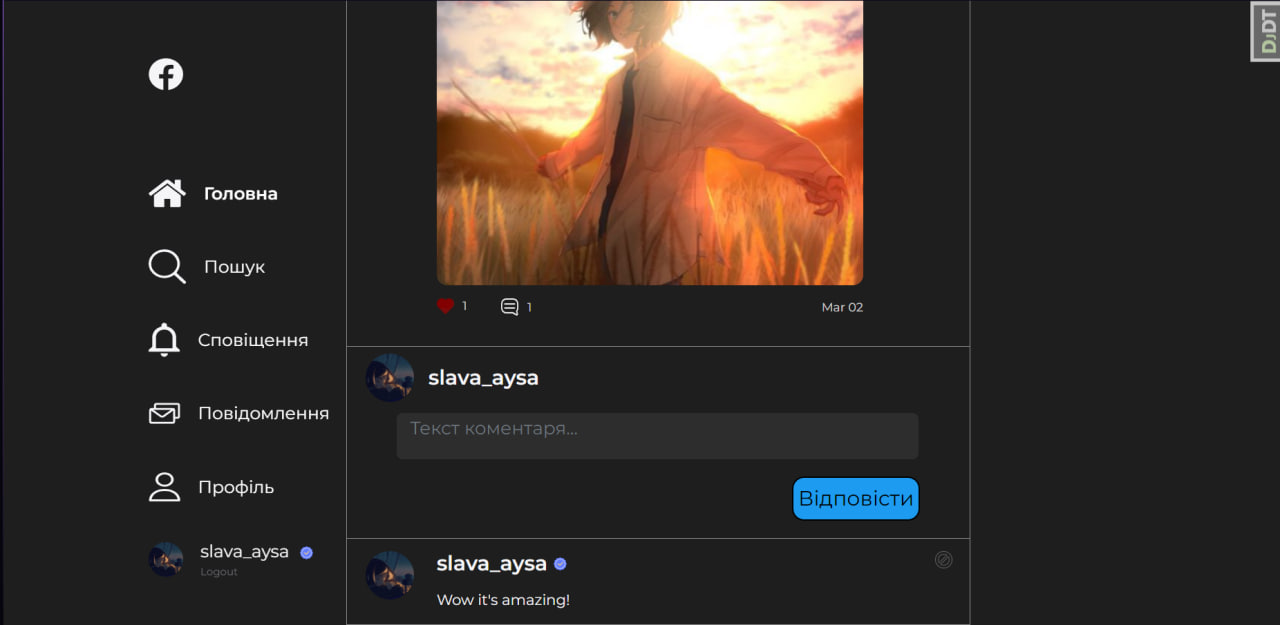 DjDT
Головна
Пошук
Сповіщення
Повідомлення
Профіль
slava_aysa
Logout
1
1
Mar 02
slava_aysa
Текст коментаря...
Відповісти
slava_aysa
Wow it's amazing!